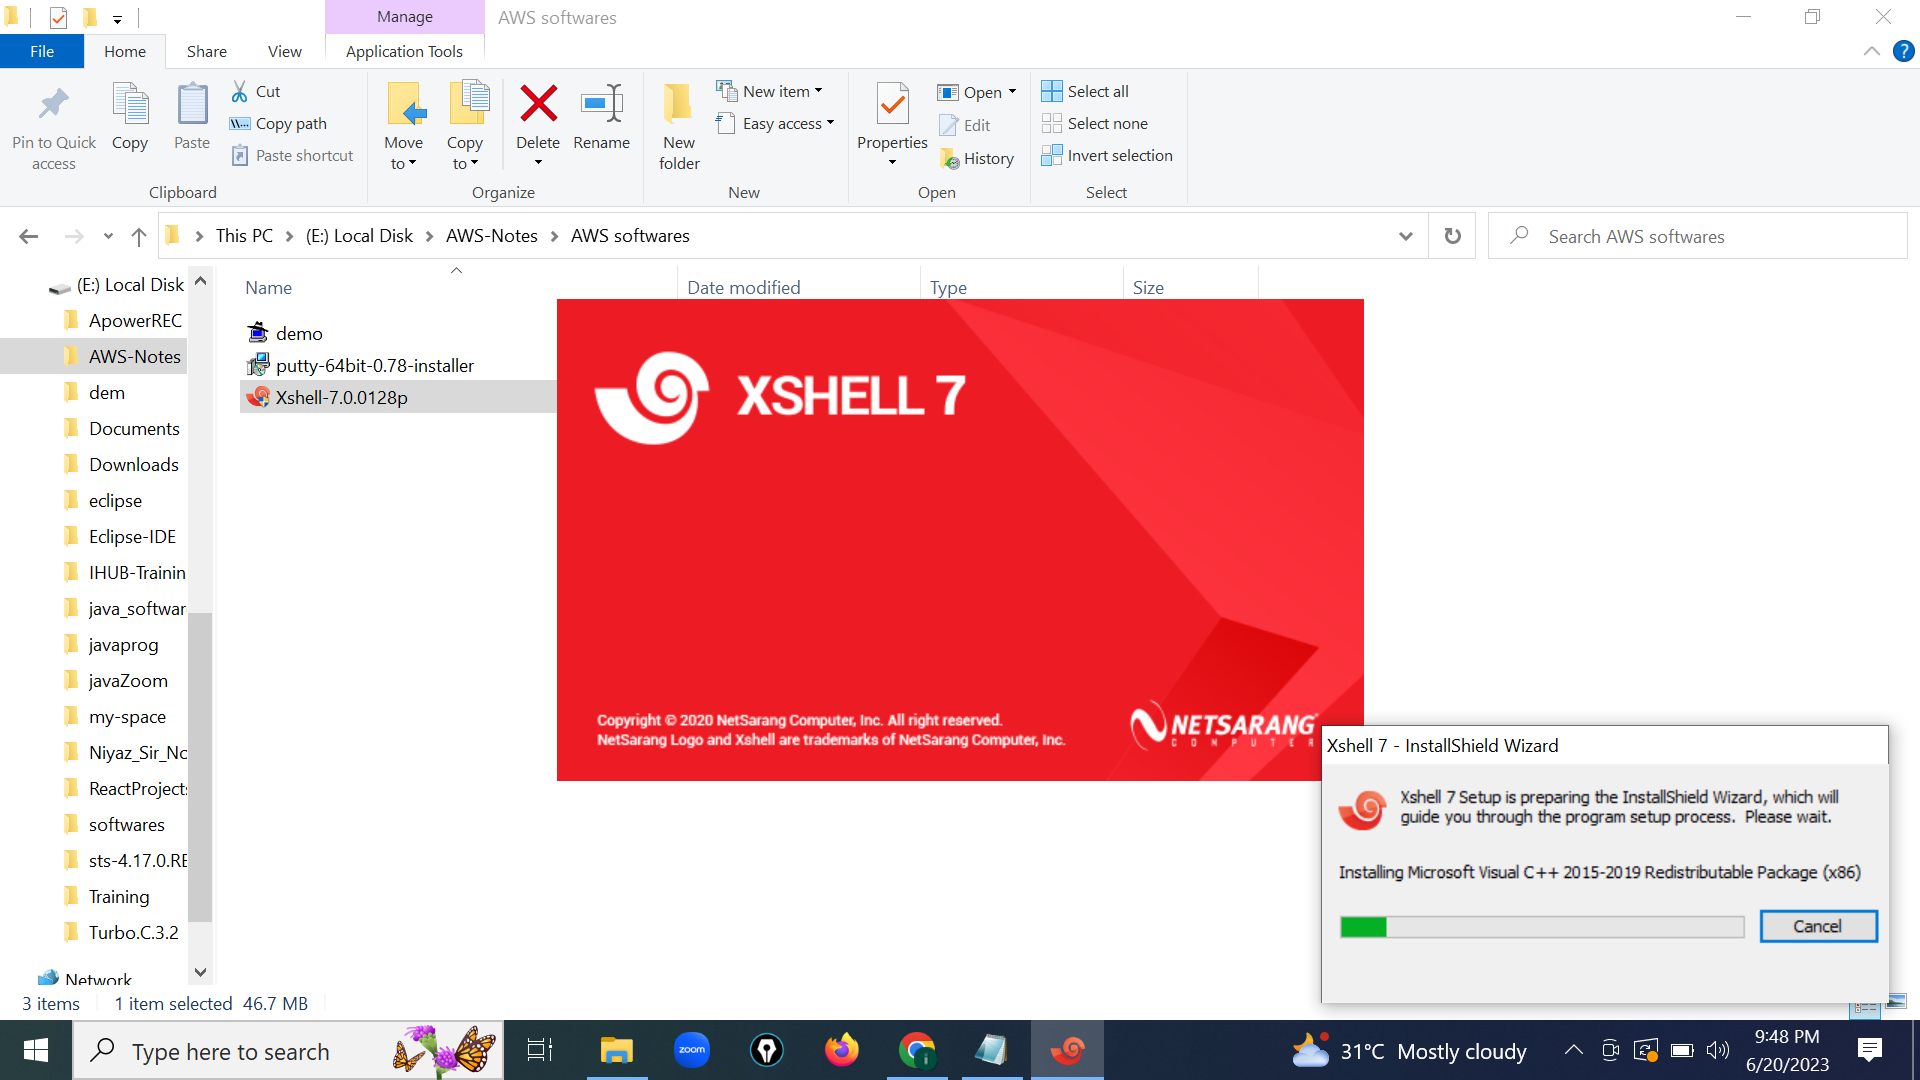 Manage
AWS softwares
File
Home
Share
View
Application Tools
Pin to Quick access
Copy
Paste
Cut
Copy path
Paste shortcut
Clipboard
Move to
Copy to
Delete
Rename
Organize
New folder
New item
Easy access
New
Properties
Open
Edit
History
Open
Select all
Select none
Invert selection
Select
This PC > (E:) Local Disk > AWS-Notes > AWS softwares
Search AWS softwares
Name
Date modified
Type
Size
(E:) Local Disk
ApowerREC
AWS-Notes
dem
Documents
Downloads
eclipse
Eclipse-IDE
IHUB-Trainin
java_softwar
javaprog
javaZoom
my-space
Niyaz_Sir_No
ReactProjects
softwares
sts-4.17.0.RE
Training
Turbo.C.3.2
Network
demo
putty-64bit-0.78-installer
Xshell-7.0.0128p
XSHELL 7
Copyright © 2020 NetSarang Computer, Inc. All right reserved.
NetSarang Logo and Xshell are trademarks of NetSarang Computer, Inc.
NETSARANG
COMPUTER
Xshell 7 - InstallShield Wizard
Xshell 7 Setup is preparing the InstallShield Wizard, which will
guide you through the program setup process. Please wait.
Installing Microsoft Visual C++ 2015-2019 Redistributable Package (x86)
Cancel
3 items
1 item selected 46.7 MB
Type here to search
zoom
31°C Mostly cloudy
9:48 PM
6/20/2023